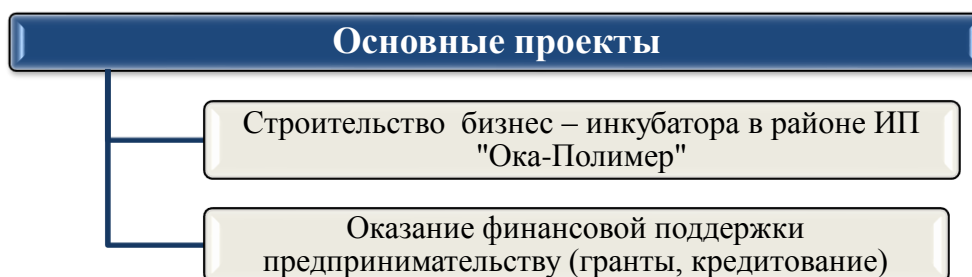 Основные проекты
Строительство бизнес – инкубатора в районе ИП
"Ока-Полимер"
Оказание финансовой поддержки
предпринимательству (гранты, кредитование)